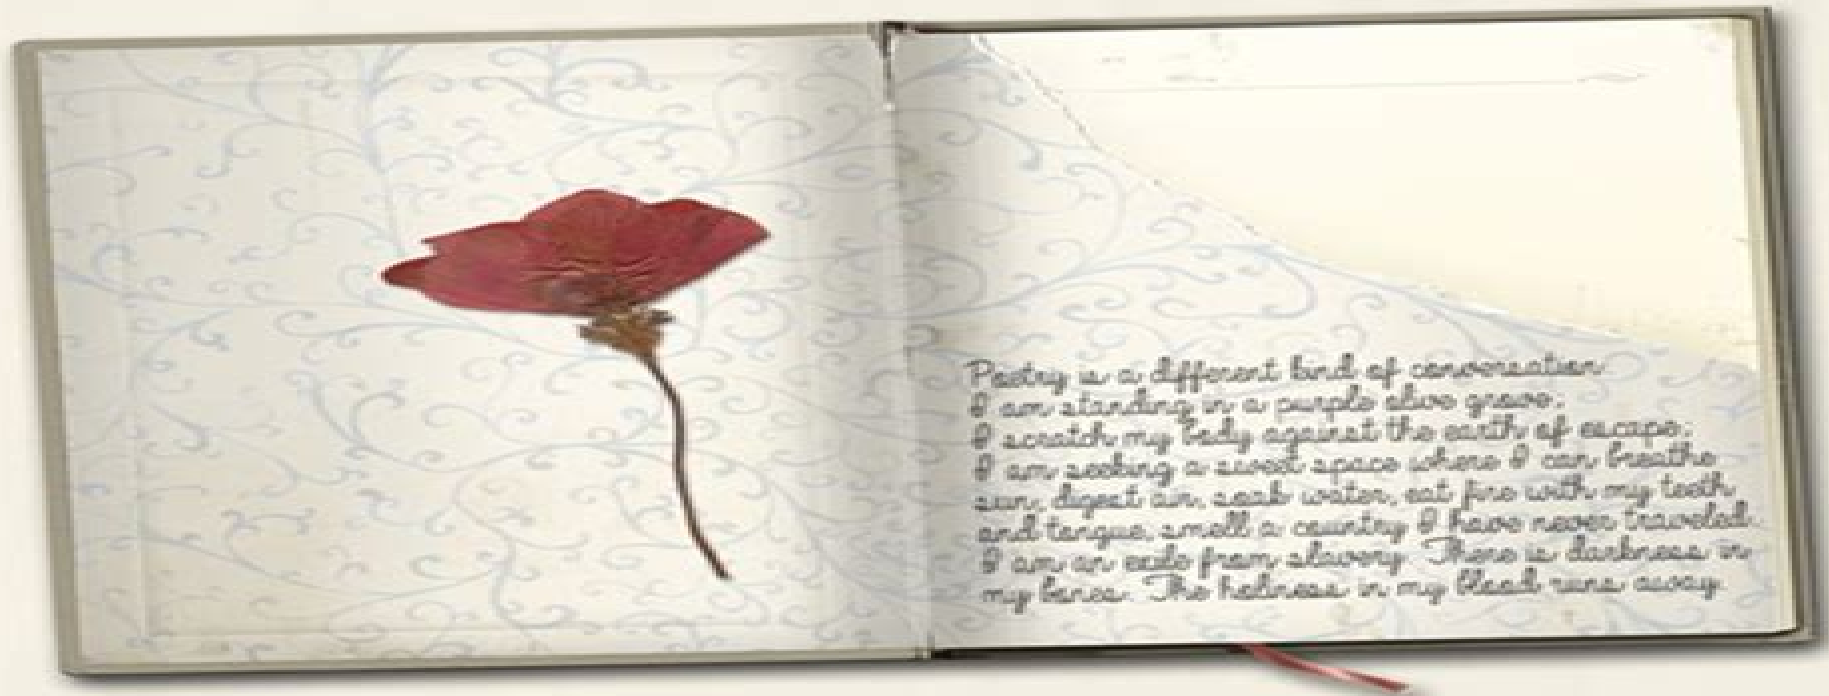 Poetry is a different kind of conversation.
I am standing in a purple olive grove;
I scratch my body against the earth of escape;
I am seeking a sweet space where I can breathe
sun, digest air, soak water, eat fire with my teeth
and tongue, smell a country I have never traveled.
I am an exile from slavery. There is darkness in
my bones. The holiness in my blood runs away